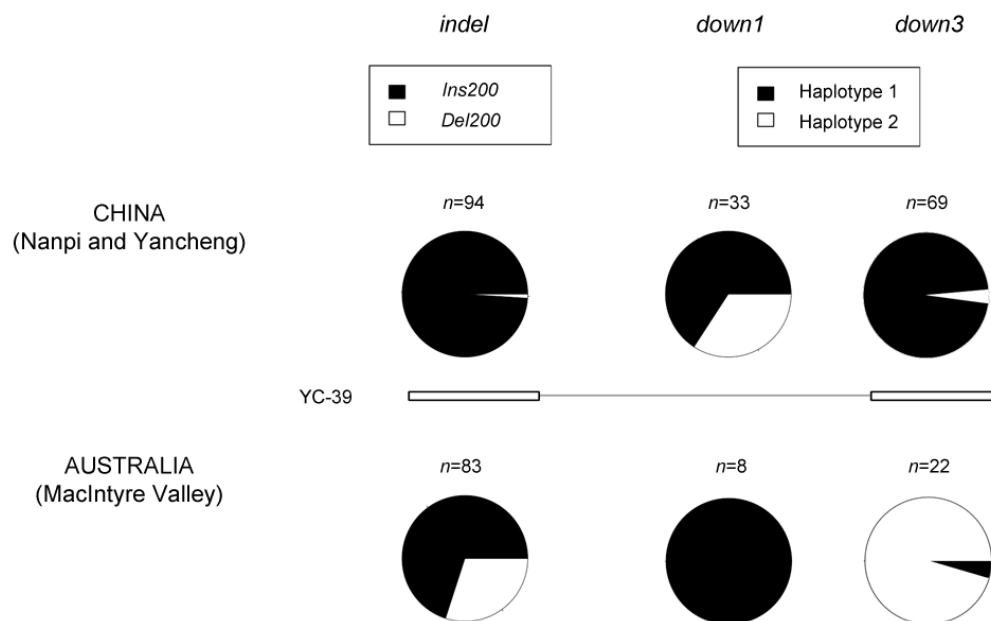 indel down1 down3
Ins200
Del200
Haplotype 1
Haplotype 2
CHINA
(Nanpi and Yancheng)
n=94 n=33 n=69
YC-39
AUSTRALIA
(MacIntyre Valley)
n=83 n=8 n=22